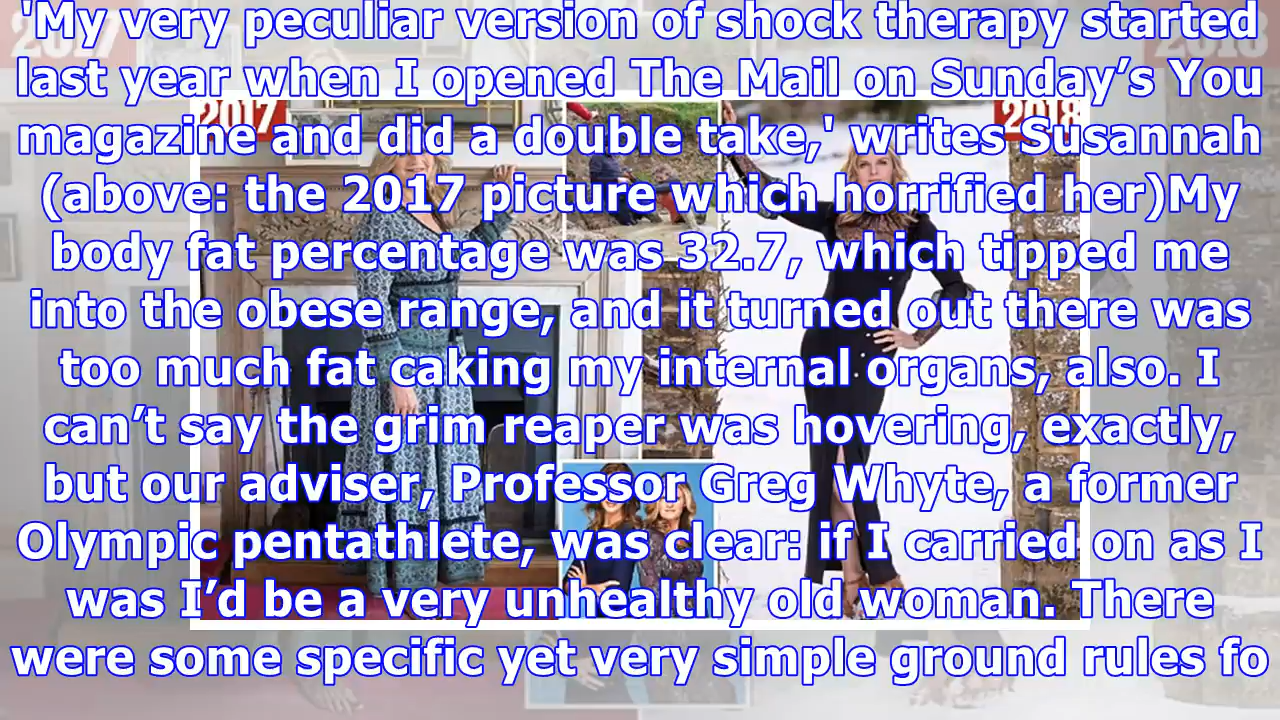 'My very peculiar version of shock therapy started
last year when I opened The Mail on Sunday’s You
magazine and did a double take,' writes Susannah
(above: the 2017 picture which horrified her)My
body fat percentage was 32.7, which tipped me
into the obese range, and it turned out there was
too much fat caking my internal organs, also. I
can’t say the grim reaper was hovering, exactly,
but our adviser, Professor Greg Whyte, a former
Olympic pentathlete, was clear: if I carried on as I
was I’d be a very unhealthy old woman. There
were some specific yet very simple ground rules fo
2017
2018
2017
2018